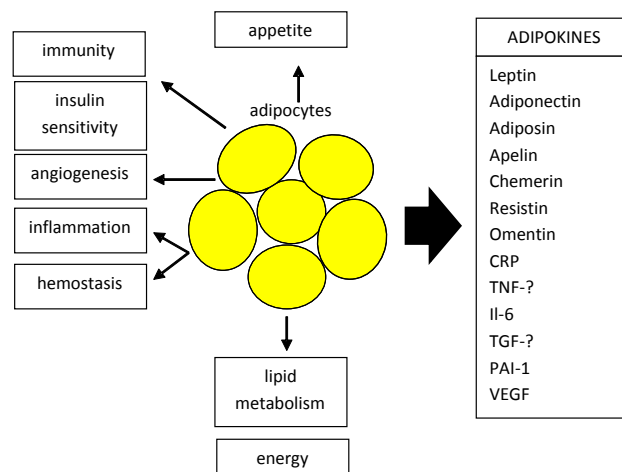 appetite
immunity
insulin
sensitivity
adipocytes
angiogenesis
inflammation
hemostasis
lipid
metabolism
energy
ADIPOKINES
Leptin
Adiponectin
Adiposin
Apelin
Chemerin
Resistin
Omentin
CRP
TNF-?
Il-6
TGF-?
PAI-1
VEGF